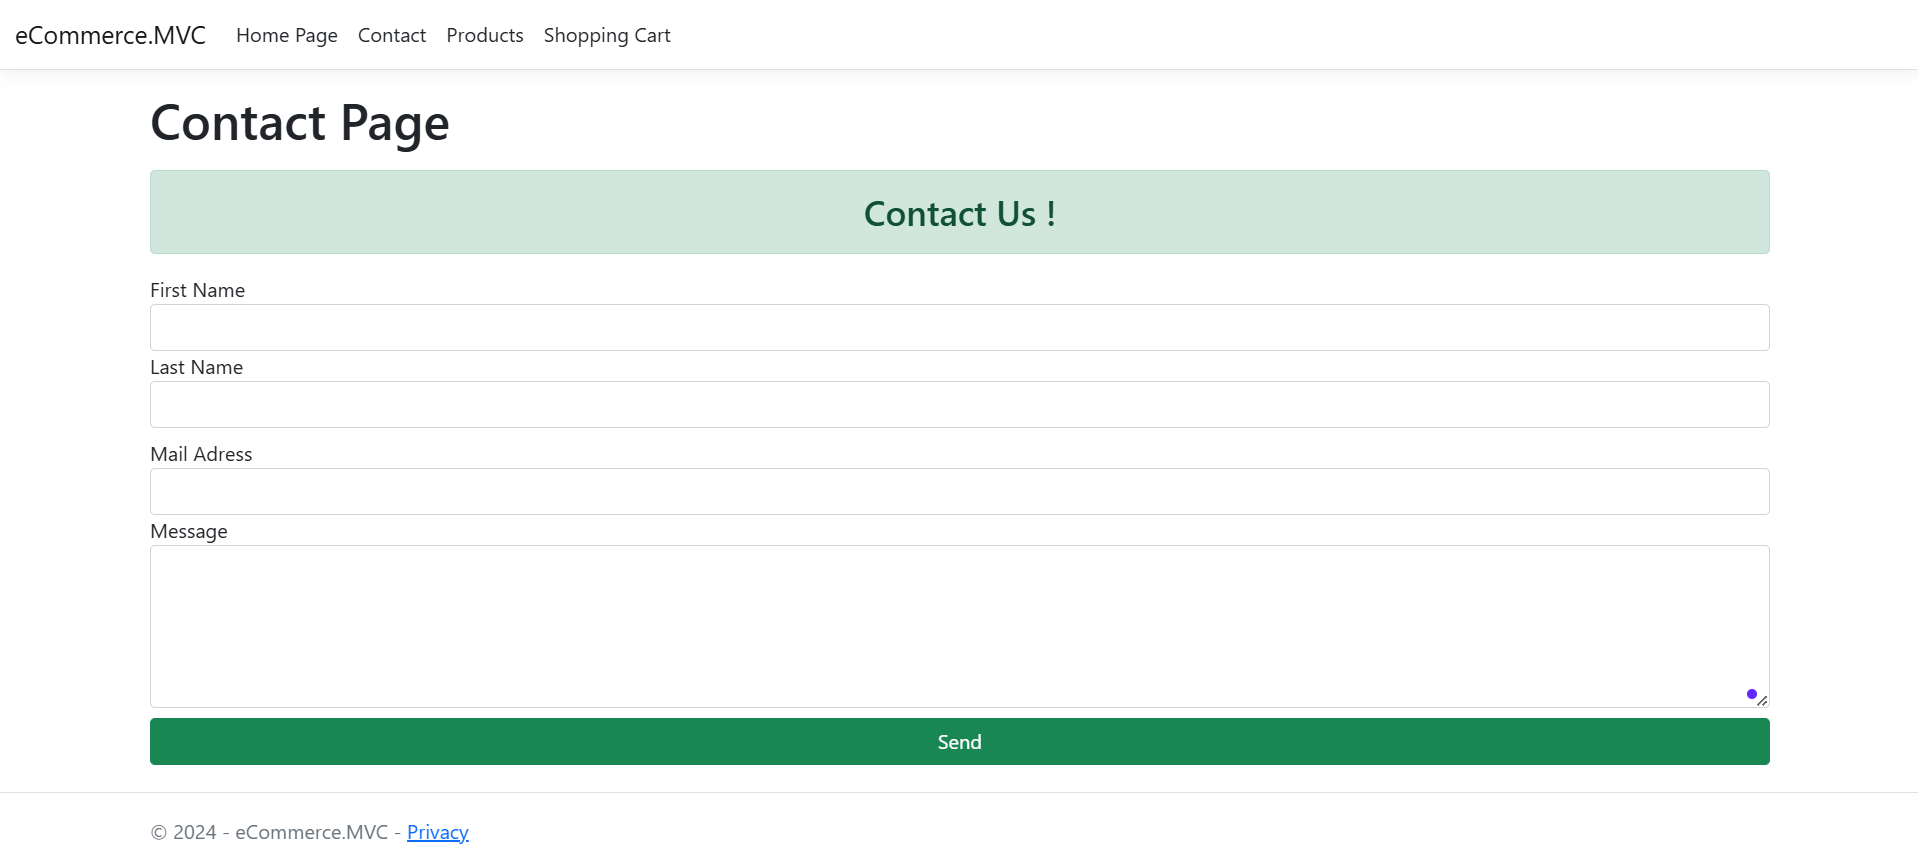 eCommerce.MVC Home Page Contact Products Shopping Cart
Contact Page
Contact Us !
First Name
Last Name
Mail Adress
Message
Send
© 2024 - eCommerce.MVC - Privacy